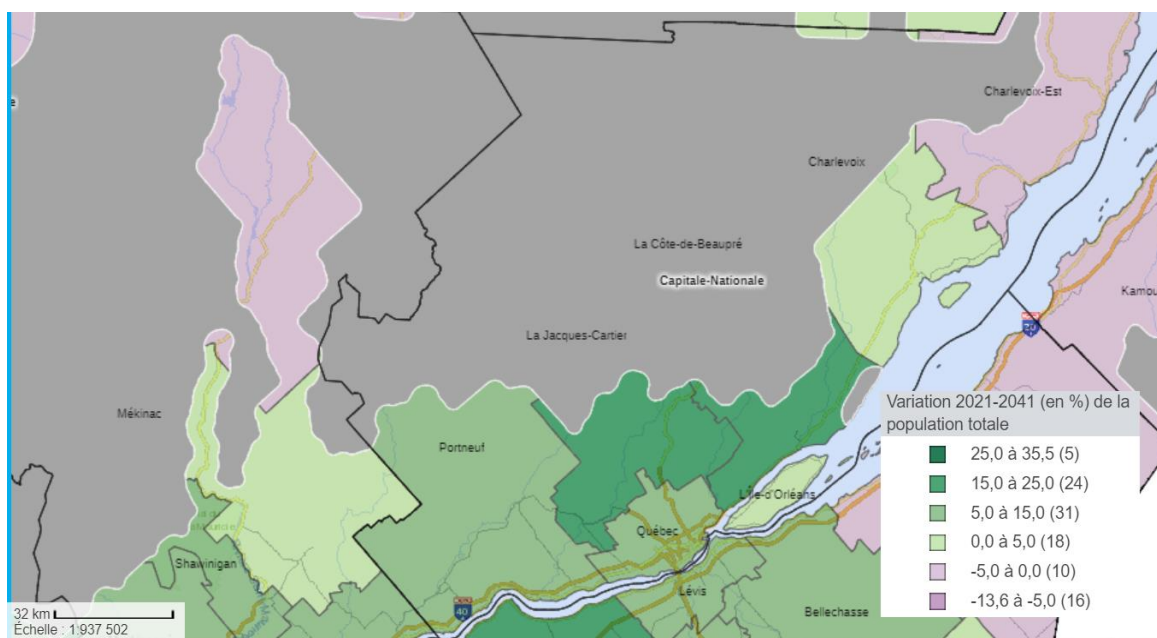 Charlevoix-Est
e
Charlevoix
La Côte-de-Beaupré
Capitale-Nationale
Kamou
20
La Jacques-Cartier
Mékinac
Portneuf
L'Île-d'Orléans
Québec
Shawinigan
Lévis
40
Bellechasse
Variation 2021-2041 (en %) de la
population totale
25,0 à 35,5 (5)
15,0 à 25,0 (24)
5,0 à 15,0 (31)
0,0 à 5,0 (18)
-5,0 à 0,0 (10)
-13,6 à -5,0 (16)
32 km
Échelle : 1:937 502